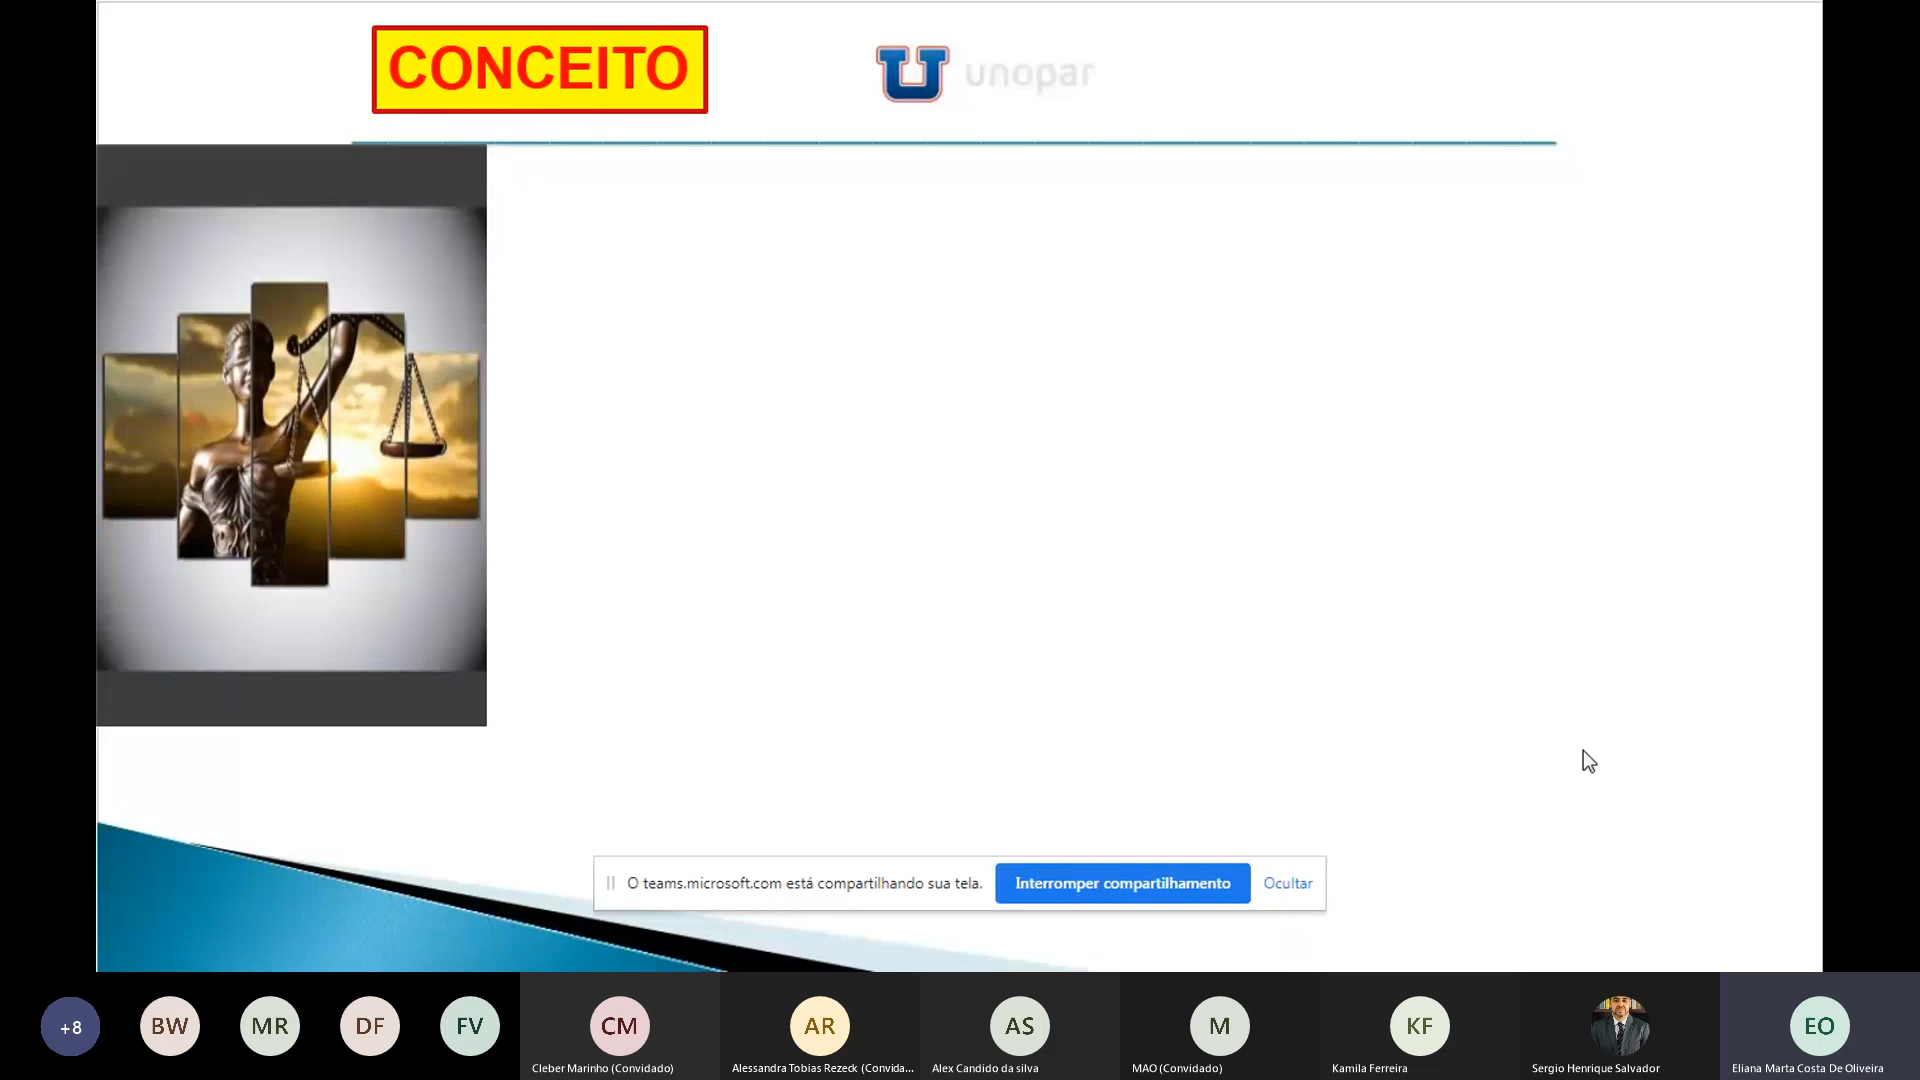 CONCEITO
unopar
O teams.microsoft.com está compartilhando sua tela.
Interromper compartilhamento
Ocultar
+8
BW
MR
DF
FV
CM
AR
AS
M
KF
EO
Cleber Marinho (Convidado)
Alessandra Tobias Rezeck (Convida...
Alex Candido da silva
MAO (Convidado)
Kamila Ferreira
Sergio Henrique Salvador
Eliana Marta Costa De Oliveira